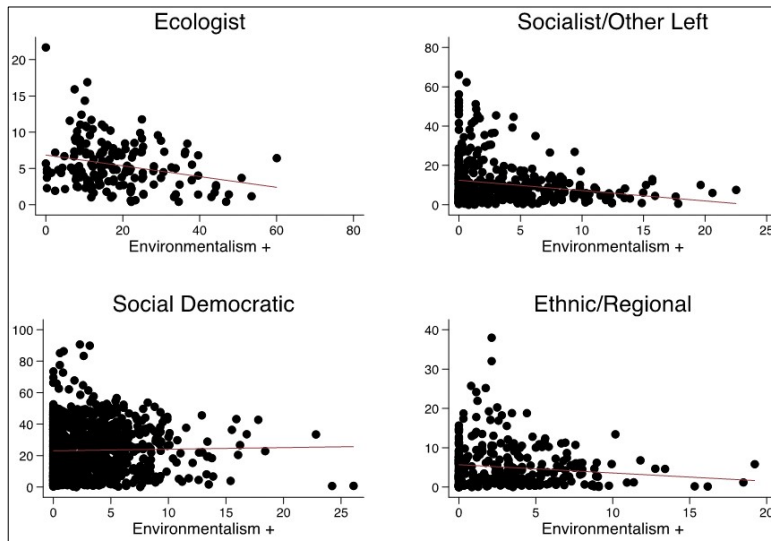 Ecologist
20
15
10
5
0
0 20 40 60 80
Environmentalism +
Socialist/Other Left
80
60
40
20
0
0 5 10 15 20 25
Environmentalism +
Social Democratic
100
80
60
40
20
0
0 5 10 15 20 25
Environmentalism +
Ethnic/Regional
40
30
20
10
0
0 5 10 15 20
Environmentalism +